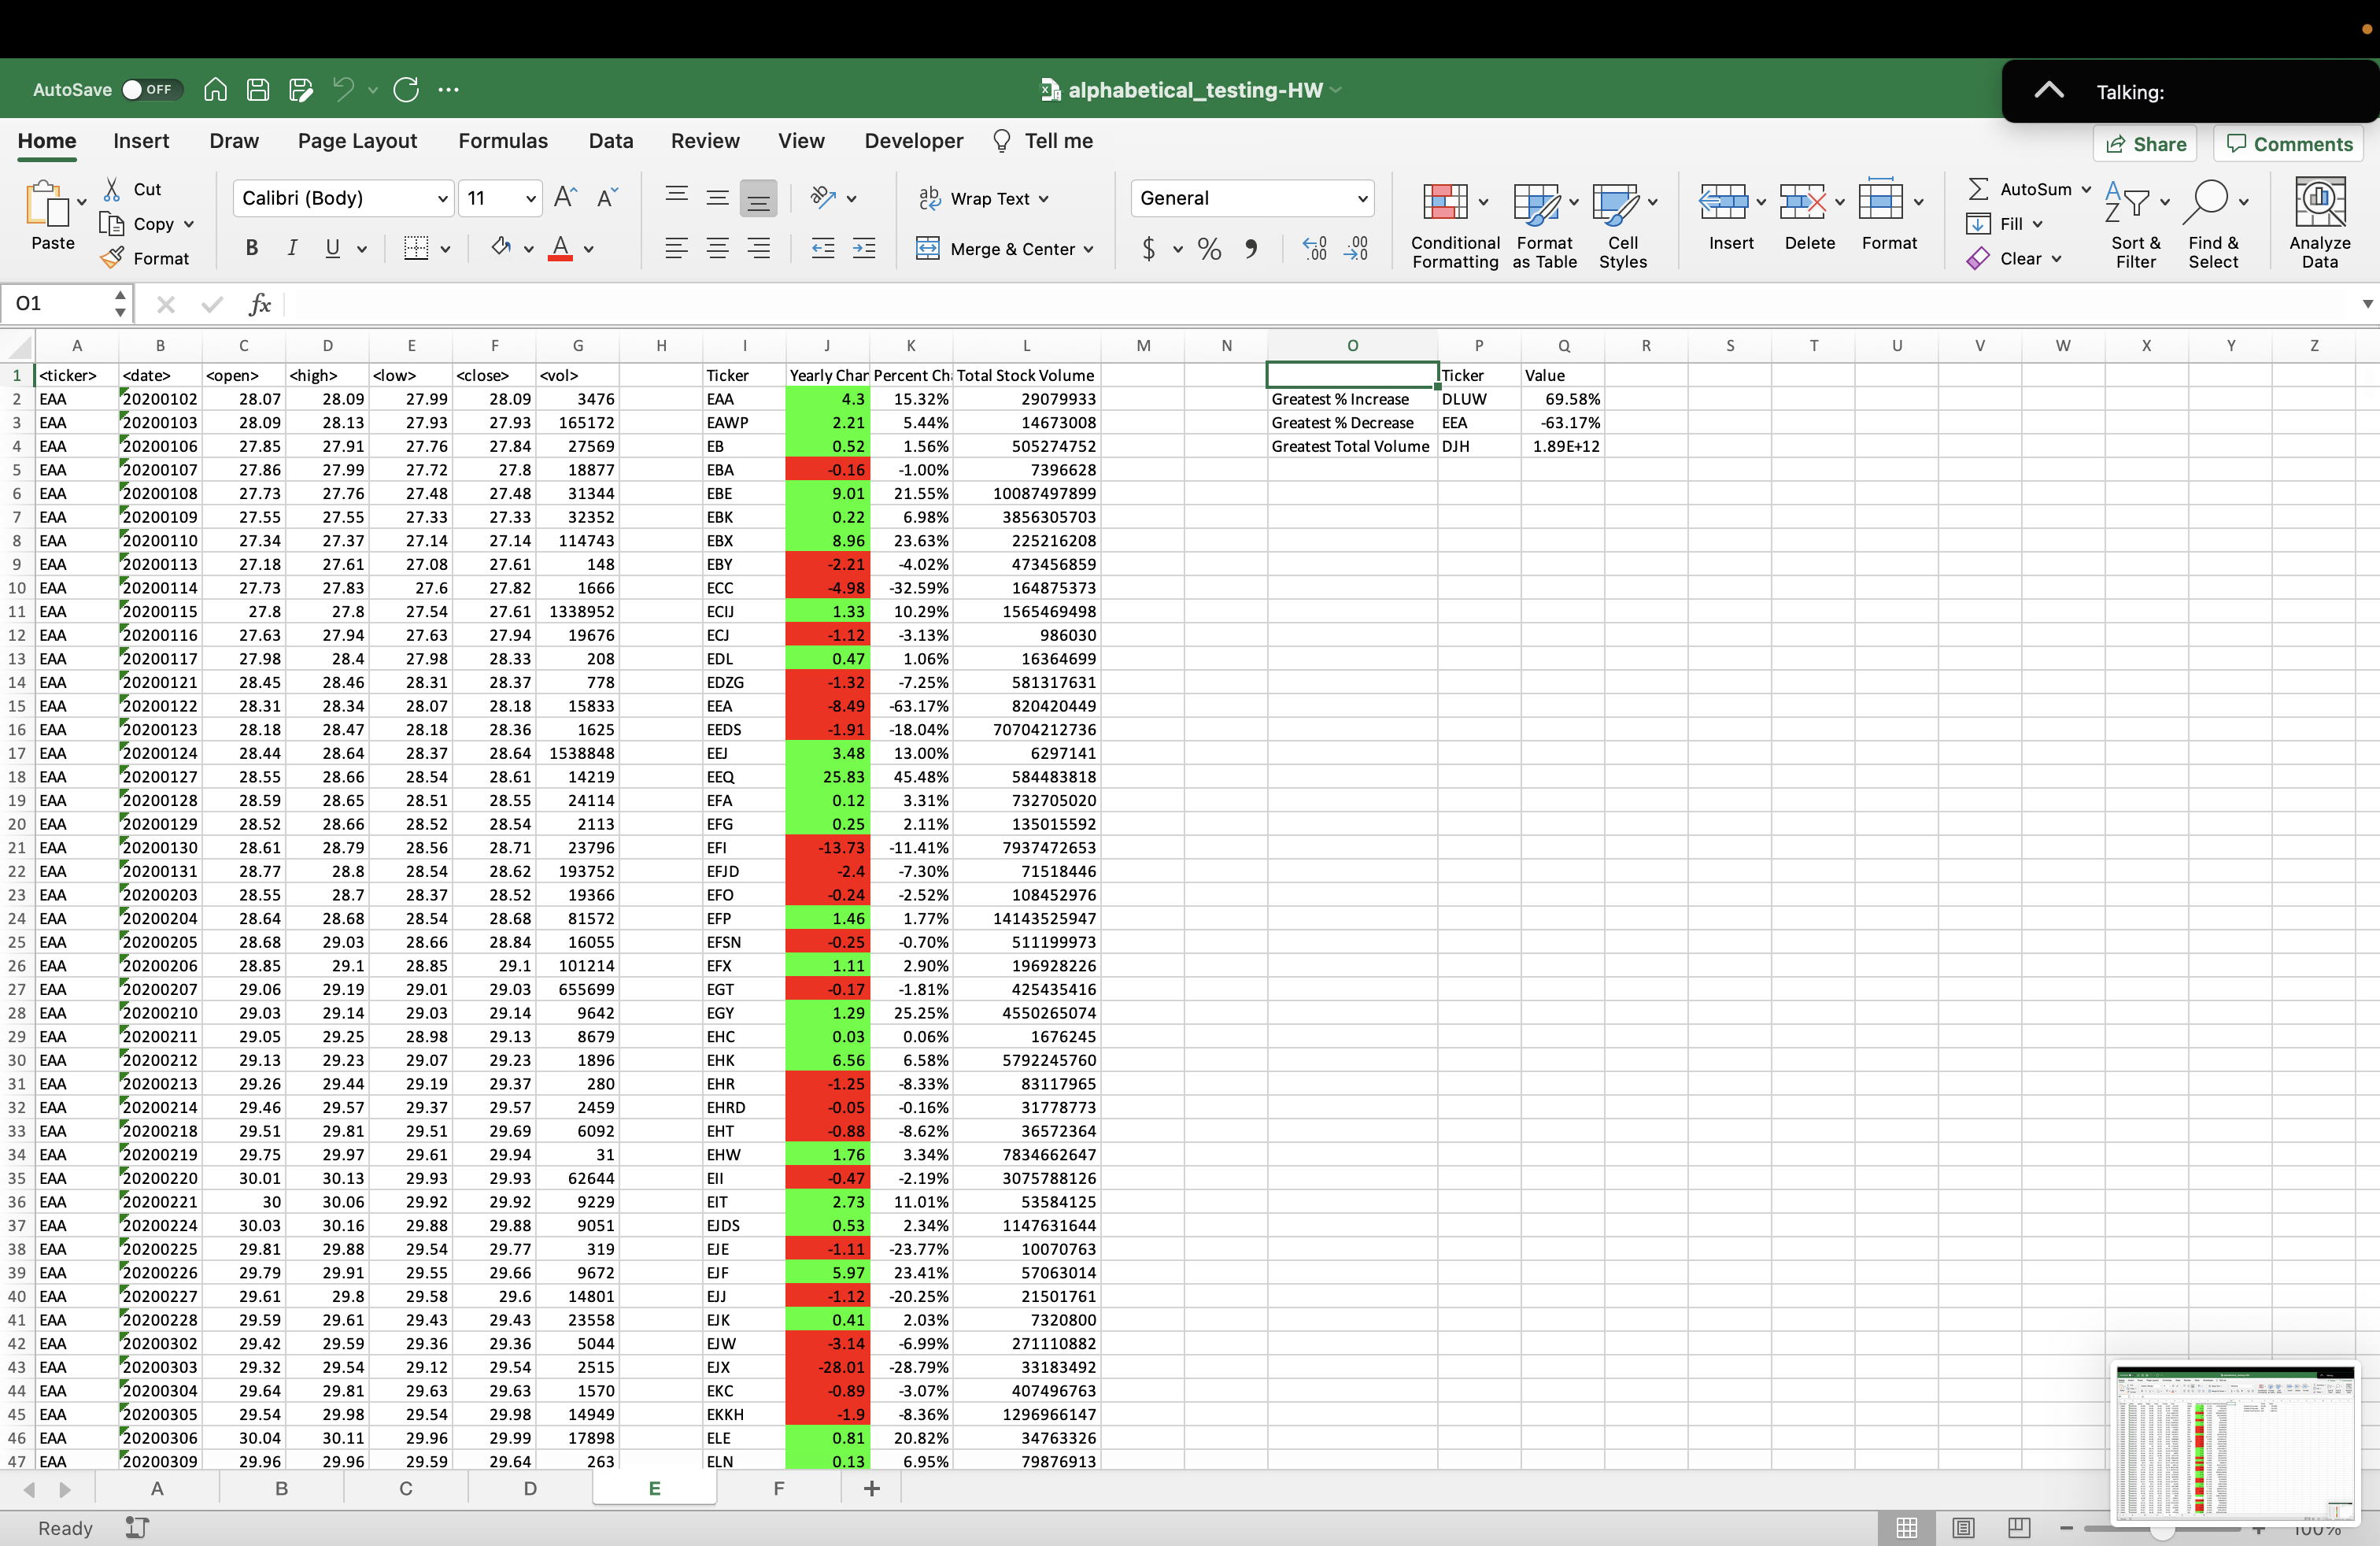 AutoSave OFF alphabetical_testing-HW Talking:
Home Insert Draw Page Layout Formulas Data Review View Developer Tell me Share Comments
Paste Cut Copy Format Calibri (Body) 11 B I U A Wrap Text Merge & Center General $ % Conditional Formatting Format as Table Cell Styles Insert Delete Format AutoSum Fill Clear Sort & Filter Find & Select Analyze Data
O1 fx
A B C D E F G H I J K L M N O P Q R S T U V W X Y Z
1 <ticker> <date> <open> <high> <low> <close> <vol> Ticker Yearly Char Percent Ch Total Stock Volume Ticker Value
2 EAA 20200102 28.07 28.09 27.99 28.09 3476 EAA 4.3 15.32% 29079933 Greatest % Increase DLUW 69.58%
3 EAA 20200103 28.09 28.13 27.93 27.93 165172 EAWP 2.21 5.44% 14673008 Greatest % Decrease EEA -63.17%
4 EAA 20200106 27.85 27.91 27.76 27.84 27569 EB 0.52 1.56% 505274752 Greatest Total Volume DJH 1.89E+12
5 EAA 20200107 27.86 27.99 27.72 27.8 18877 EBA -0.16 -1.00% 7396628
6 EAA 20200108 27.73 27.76 27.48 27.48 31344 EBE 9.01 21.55% 10087497899
7 EAA 20200109 27.55 27.55 27.33 27.33 32352 EBK 0.22 6.98% 3856305703
8 EAA 20200110 27.34 27.37 27.14 27.14 114743 EBX 8.96 23.63% 225216208
9 EAA 20200113 27.18 27.61 27.08 27.61 148 EBY -2.21 -4.02% 473456859
10 EAA 20200114 27.73 27.83 27.6 27.82 1666 ECC -4.98 -32.59% 164875373
11 EAA 20200115 27.8 27.8 27.54 27.61 1338952 ECIJ 1.33 10.29% 1565469498
12 EAA 20200116 27.63 27.94 27.63 27.94 19676 ECJ -1.12 -3.13% 986030
13 EAA 20200117 27.98 28.4 27.98 28.33 208 EDL 0.47 1.06% 16364699
14 EAA 20200121 28.45 28.46 28.31 28.37 778 EDZG -1.32 -7.25% 581317631
15 EAA 20200122 28.31 28.34 28.07 28.18 15833 EEA -8.49 -63.17% 820420449
16 EAA 20200123 28.18 28.47 28.18 28.36 1625 EEDS -1.91 -18.04% 70704212736
17 EAA 20200124 28.44 28.64 28.37 28.64 1538848 EEJ 3.48 13.00% 6297141
18 EAA 20200127 28.55 28.66 28.54 28.61 14219 EEQ 25.83 45.48% 584483818
19 EAA 20200128 28.59 28.65 28.51 28.55 24114 EFA 0.12 3.31% 732705020
20 EAA 20200129 28.52 28.66 28.52 28.54 2113 EFG 0.25 2.11% 135015592
21 EAA 20200130 28.61 28.79 28.56 28.71 23796 EFI -13.73 -11.41% 7937472653
22 EAA 20200131 28.77 28.8 28.54 28.62 193752 EFJD -2.4 -7.30% 71518446
23 EAA 20200203 28.55 28.7 28.37 28.52 19366 EFO -0.24 -2.52% 108452976
24 EAA 20200204 28.64 28.68 28.54 28.68 81572 EFP 1.46 1.77% 14143525947
25 EAA 20200205 28.68 29.03 28.66 28.84 16055 EFSN -0.25 -0.70% 511199973
26 EAA 20200206 28.85 29.1 28.85 29.1 101214 EFX 1.11 2.90% 196928226
27 EAA 20200207 29.06 29.19 29.01 29.03 655699 EGT -0.17 -1.81% 425435416
28 EAA 20200210 29.03 29.14 29.03 29.14 9642 EGY 1.29 25.25% 4550265074
29 EAA 20200211 29.05 29.25 28.98 29.13 8679 EHC 0.03 0.06% 1676245
30 EAA 20200212 29.13 29.23 29.07 29.23 1896 EHK 6.56 6.58% 5792245760
31 EAA 20200213 29.26 29.44 29.19 29.37 280 EHR -1.25 -8.33% 83117965
32 EAA 20200214 29.46 29.57 29.37 29.57 2459 EHRD -0.05 -0.16% 31778773
33 EAA 20200218 29.51 29.81 29.51 29.69 6092 EHT -0.88 -8.62% 36572364
34 EAA 20200219 29.75 29.97 29.61 29.94 31 EHW 1.76 3.34% 7834662647
35 EAA 20200220 30.01 30.13 29.93 29.93 62644 EII -0.47 -2.19% 3075788126
36 EAA 20200221 30 30.06 29.92 29.92 9229 EIT 2.73 11.01% 53584125
37 EAA 20200224 30.03 30.16 29.88 29.88 9051 EJDS 0.53 2.34% 1147631644
38 EAA 20200225 29.81 29.88 29.54 29.77 319 EJE -1.11 -23.77% 10070763
39 EAA 20200226 29.79 29.91 29.55 29.66 9672 EJF 5.97 23.41% 57063014
40 EAA 20200227 29.61 29.8 29.58 29.6 14801 EJJ -1.12 -20.25% 21501761
41 EAA 20200228 29.59 29.61 29.43 29.43 23558 EJK 0.41 2.03% 7320800
42 EAA 20200302 29.42 29.59 29.36 29.36 5044 EJW -3.14 -6.99% 271110882
43 EAA 20200303 29.32 29.54 29.12 29.54 2515 EJX -28.01 -28.79% 33183492
44 EAA 20200304 29.64 29.81 29.63 29.63 1570 EKC -0.89 -3.07% 407496763
45 EAA 20200305 29.54 29.98 29.54 29.98 14949 EKKH -1.9 -8.36% 1296966147
46 EAA 20200306 30.04 30.11 29.96 29.99 17898 ELE 0.81 20.82% 34763326
47 EAA 20200309 29.96 29.96 29.59 29.64 263 ELN 0.13 6.95% 79876913
A B C D E F +
Ready 100%